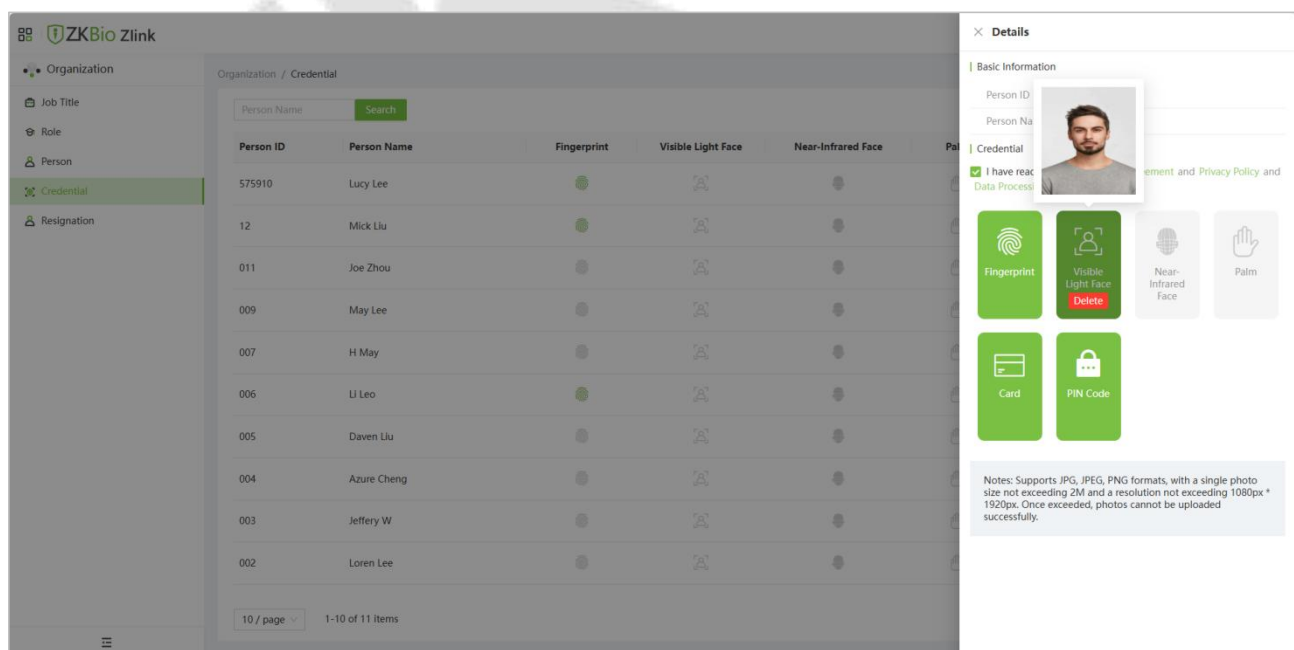 ZKBio Zlink
Organization
Job Title
Role
Person
Credential
Resignation
Organization / Credential
Person Name Search
Person ID Person Name Fingerprint Visible Light Face Near-Infrared Face Pal
575910 Lucy Lee
12 Mick Liu
011 Joe Zhou
009 May Lee
007 H May
006 Li Leo
005 Daven Liu
004 Azure Cheng
003 Jeffery W
002 Loren Lee
10 / page 1-10 of 11 items
Details
Basic Information
Person ID
Person Na
Credential
I have read ement and Privacy Policy and
Data Process
Fingerprint
Visible
Light Face
Delete
Near-
Infrared
Face
Palm
Card
PIN Code
Notes: Supports JPG, JPEG, PNG formats, with a single photo
size not exceeding 2M and a resolution not exceeding 1080px *
1920px. Once exceeded, photos cannot be uploaded
successfully.